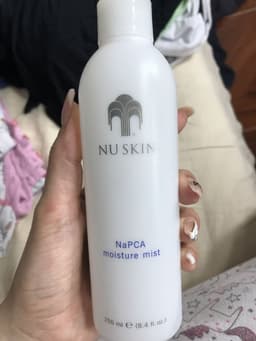 NU SKIN
NaPCA
moisture mist
250 ml e (8.4 fl.oz.)